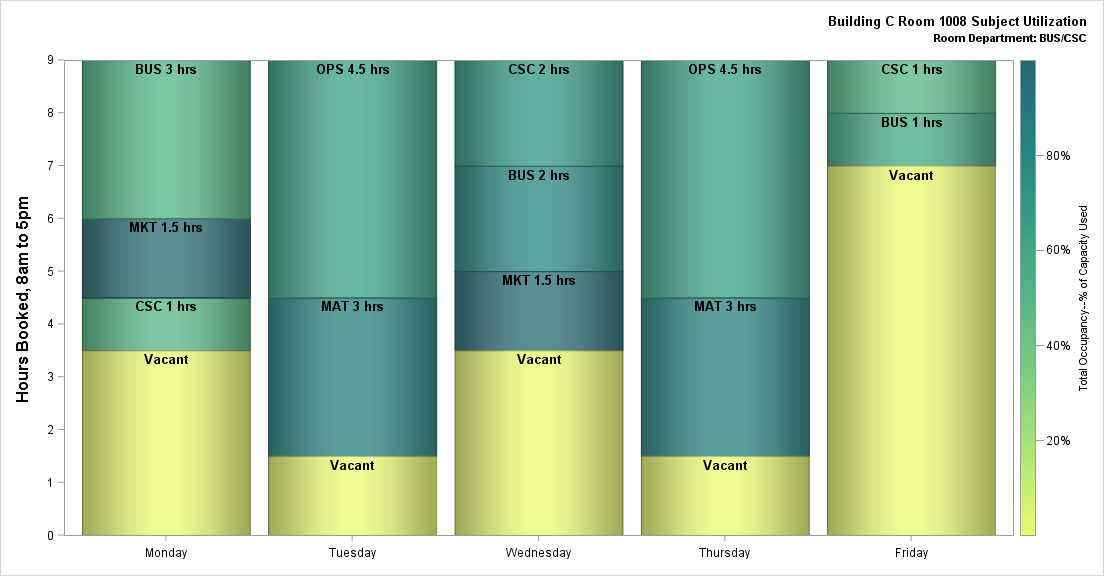 Building C Room 1008 Subject Utilization
Room Department: BUS/CSC
Hours Booked, 8am to 5pm
9
8
7
6
5
4
3
2
1
0
BUS 3 hrs
MKT 1.5 hrs
CSC 1 hrs
Vacant
OPS 4.5 hrs
MAT 3 hrs
Vacant
CSC 2 hrs
BUS 2 hrs
MKT 1.5 hrs
Vacant
OPS 4.5 hrs
MAT 3 hrs
Vacant
CSC 1 hrs
BUS 1 hrs
Vacant
Monday
Tuesday
Wednesday
Thursday
Friday
80%
60%
40%
20%
Total Occupancy--% of Capacity Used